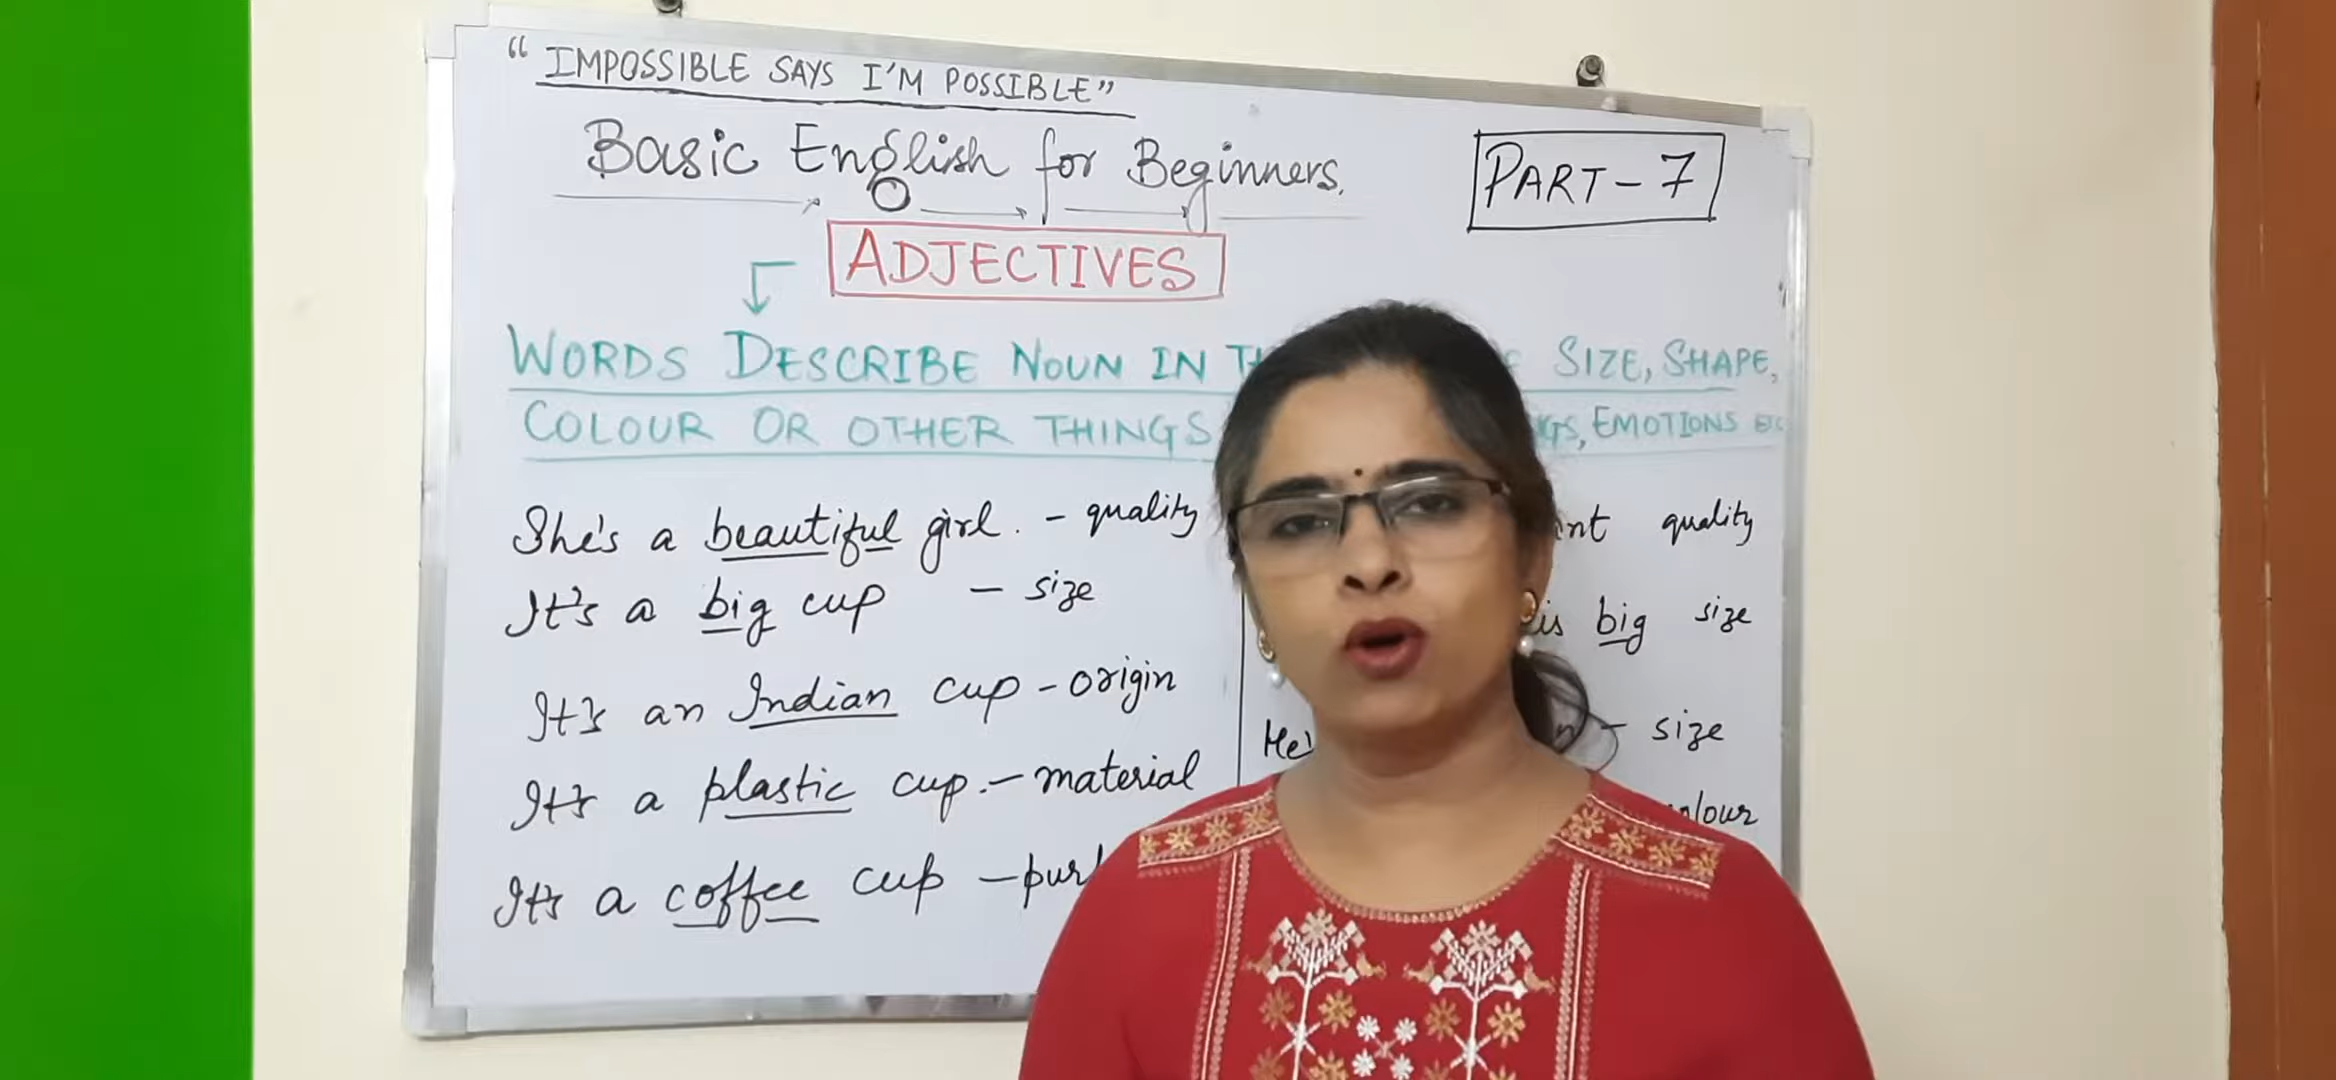 “ IMPOSSIBLE SAYS I'M POSSIBLE”
Basic English for Beginners.
PART - 7
ADJECTIVES
WORDS DESCRIBE NOUN IN SIZE, SHAPE,
COLOUR OR OTHER THINGS EMOTIONS ETC
She's a beautiful girl. - quality
It's a big cup - size
It's an Indian cup - origin
It's a plastic cup. - material
It's a coffee cup -
quality
is big size
- size